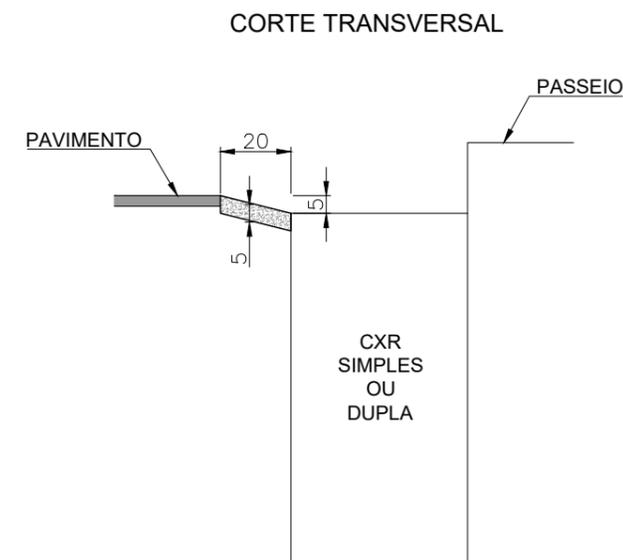 CORTE TRANSVERSAL
PASSEIO
PAVIMENTO
20
5
5
CXR
SIMPLES
OU
DUPLA